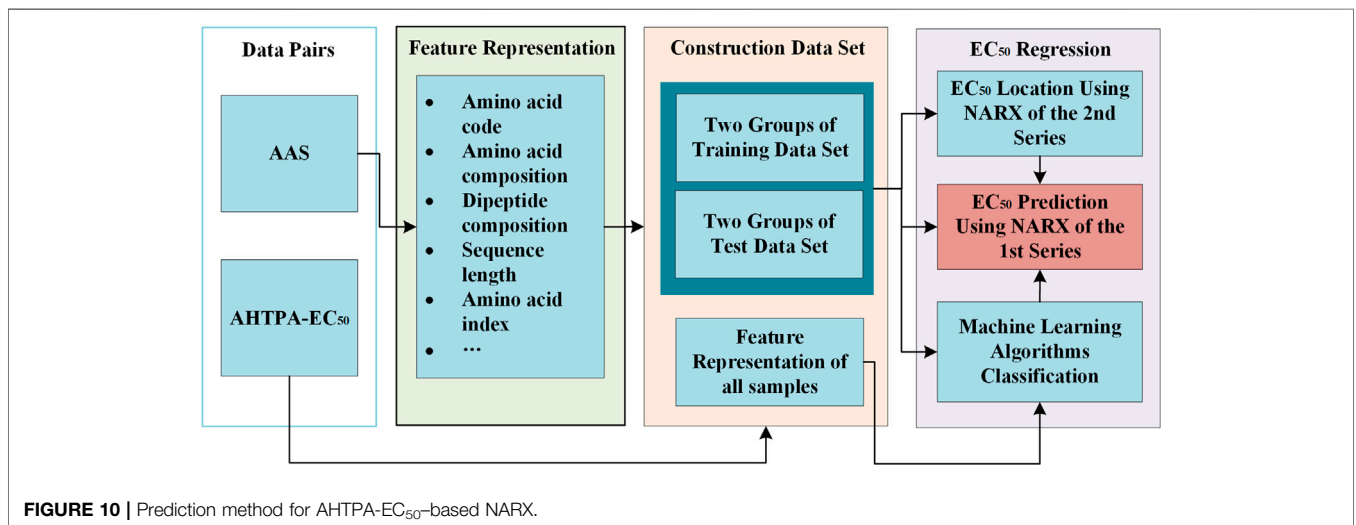 Data Pairs
AAS
AHTPA-EC₅₀
Feature Representation
• Amino acid
code
• Amino acid
composition
• Dipeptide
composition
• Sequence
length
• Amino acid
index
• ...
Construction Data Set
Two Groups of
Training Data Set
Two Groups of
Test Data Set
Feature
Representation of
all samples
EC₅₀ Regression
EC₅₀ Location Using
NARX of the 2nd
Series
EC₅₀ Prediction
Using NARX of the
1st Series
Machine Learning
Algorithms
Classification
FIGURE 10 | Prediction method for AHTPA-EC₅₀–based NARX.